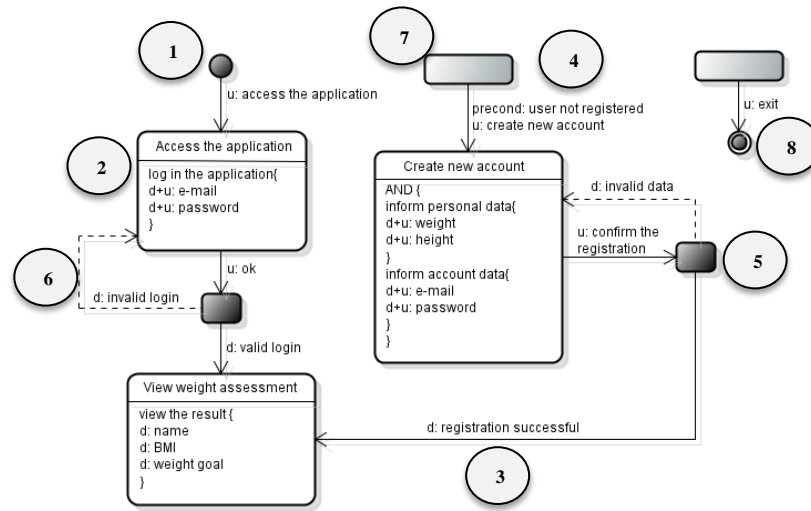 1
u: access the application
2
Access the application
log in the application{
d+u: e-mail
d+u: password
}
6
u: ok
d: invalid login
d: valid login
View weight assessment
view the result {
d: name
d: BMI
d: weight goal
}
7
4
precond: user not registered
u: create new account
Create new account
AND {
inform personal data{
d+u: weight
d+u: height
}
inform account data{
d+u: e-mail
d+u: password
}
}
d: invalid data
u: confirm the
registration
5
d: registration successful
3
u: exit
8